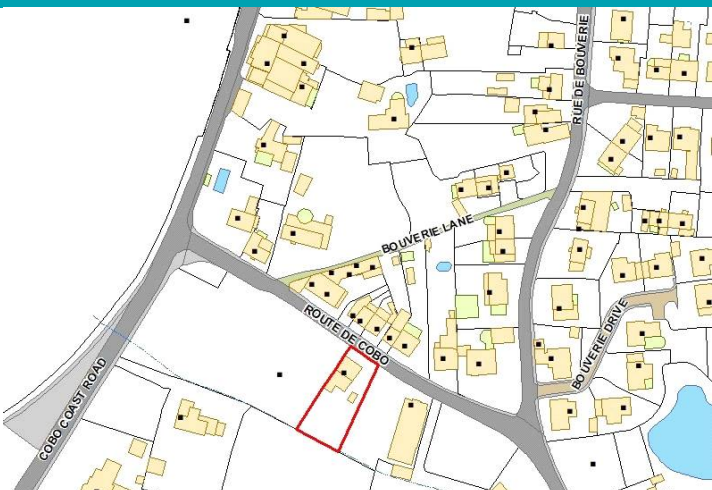 RUE DE BOUVERIE
BOUVERIE LANE
ROUTE DE COBO
BOUVERIE DRIVE
COBO COAST ROAD